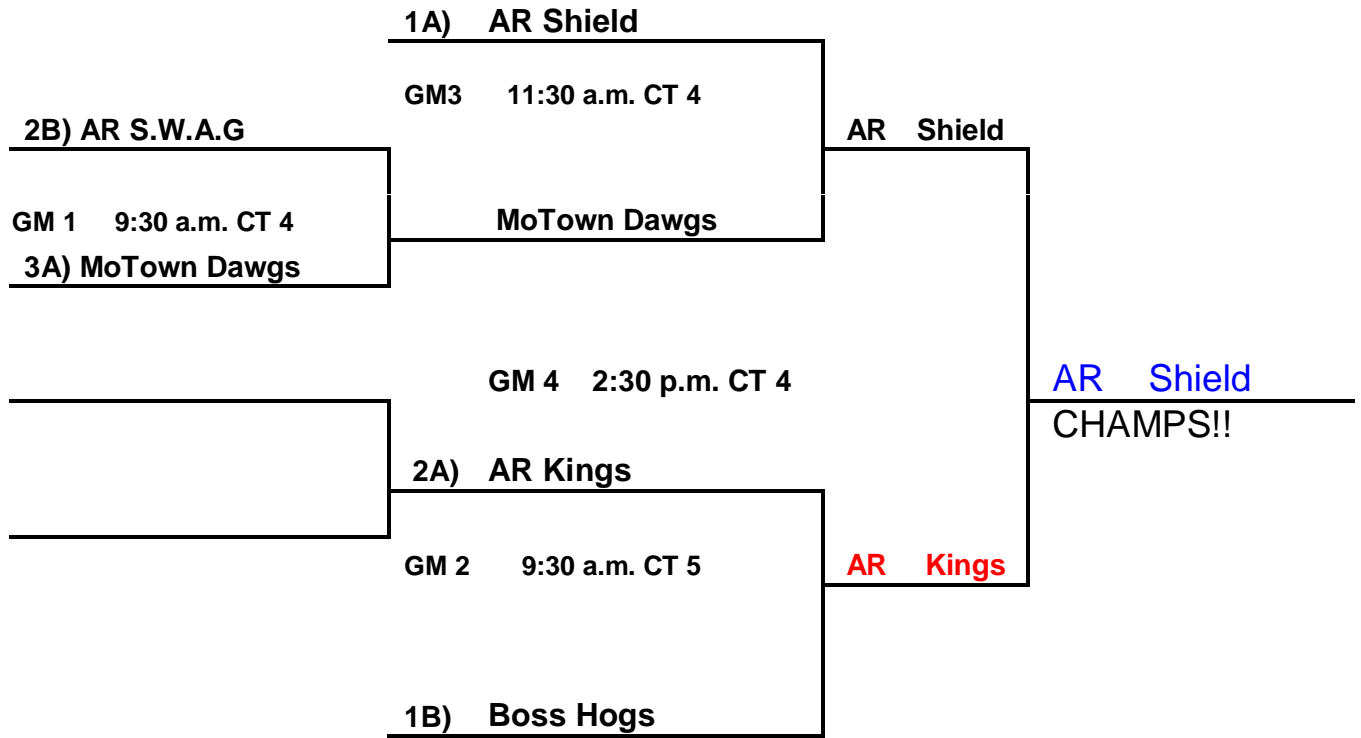 1A) AR Shield
GM3 11:30 a.m. CT 4
2B) AR S.W.A.G
AR Shield
GM 1 9:30 a.m. CT 4
MoTown Dawgs
3A) MoTown Dawgs
GM 4 2:30 p.m. CT 4
AR Shield
CHAMPS!!
2A) AR Kings
GM 2 9:30 a.m. CT 5
AR Kings
1B) Boss Hogs